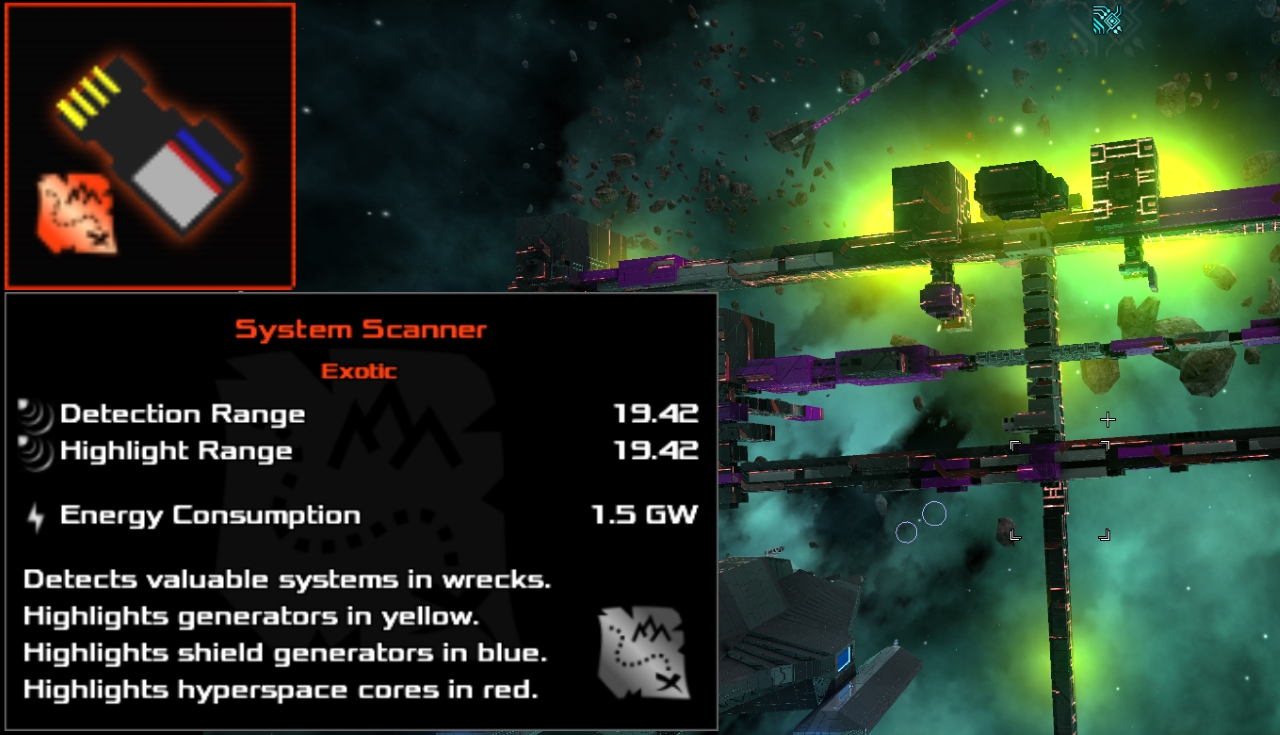 System Scanner
Exotic
Detection Range 19.42
Highlight Range 19.42
Energy Consumption 1.5 GW
Detects valuable systems in wrecks.
Highlights generators in yellow.
Highlights shield generators in blue.
Highlights hyperspace cores in red.